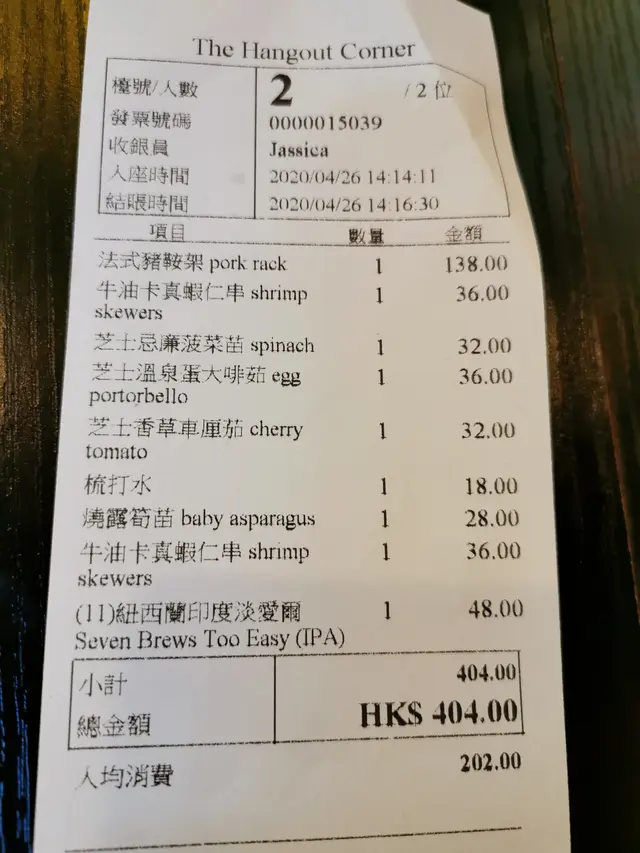 The Hangout Corner
檯號/人數 2 / 2 位
發票號碼 0000015039
收銀員 Jassica
入座時間 2020/04/26 14:14:11
結賬時間 2020/04/26 14:16:30
項目 數量 金額
法式豬鞍架 pork rack 1 138.00
牛油卡真蝦仁串 shrimp 1 36.00
skewers
芝士忌廉菠菜苗 spinach 1 32.00
芝士溫泉蛋大啡菇 egg 1 36.00
portorbello
芝士香草車厘茄 cherry 1 32.00
tomato
梳打水 1 18.00
燒露筍苗 baby asparagus 1 28.00
牛油卡真蝦仁串 shrimp 1 36.00
skewers
(11)紐西蘭印度淡愛爾 1 48.00
Seven Brews Too Easy (IPA)
小計 404.00
總金額 HK$ 404.00
人均消費 202.00